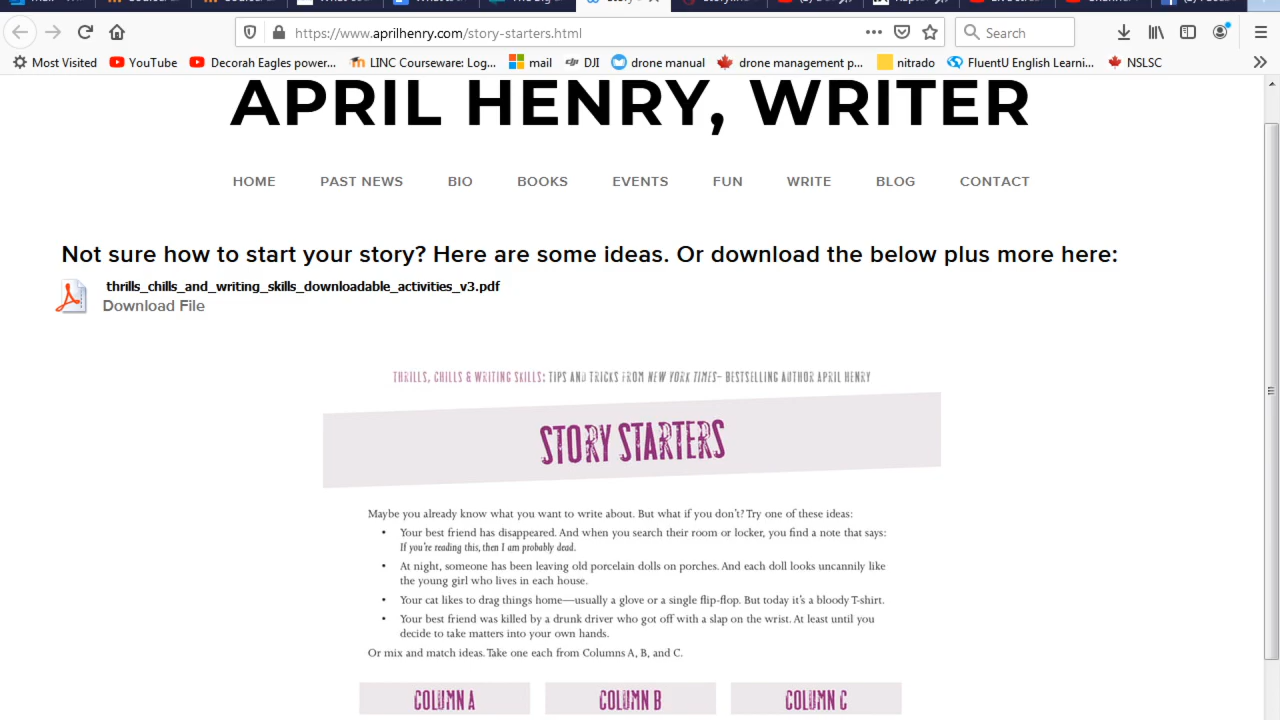 https://www.aprilhenry.com/story-starters.html
Search
Most Visited
YouTube
Decorah Eagles power...
LINC Courseware: Log...
mail
DJI
drone manual
drone management p...
nitrado
FluentU English Learni...
NSLSC
APRIL HENRY, WRITER
HOME
PAST NEWS
BIO
BOOKS
EVENTS
FUN
WRITE
BLOG
CONTACT
Not sure how to start your story? Here are some ideas. Or download the below plus more here:
thrills_chills_and_writing_skills_downloadable_activities_v3.pdf
Download File
THRILLS, CHILLS & WRITING SKILLS: TIPS AND TRICKS FROM NEW YORK TIMES– BESTSELLING AUTHOR APRIL HENRY
STORY STARTERS
Maybe you already know what you want to write about. But what if you don't? Try one of these ideas:
• Your best friend has disappeared. And when you search their room or locker, you find a note that says:
If you're reading this, then I am probably dead.
• At night, someone has been leaving old porcelain dolls on porches. And each doll looks uncannily like
the young girl who lives in each house.
• Your cat likes to drag things home—usually a glove or a single flip-flop. But today it's a bloody T-shirt.
• Your best friend was killed by a drunk driver who got off with a slap on the wrist. At least until you
decide to take matters into your own hands.
Or mix and match ideas. Take one each from Columns A, B, and C.
COLUMN A
COLUMN B
COLUMN C